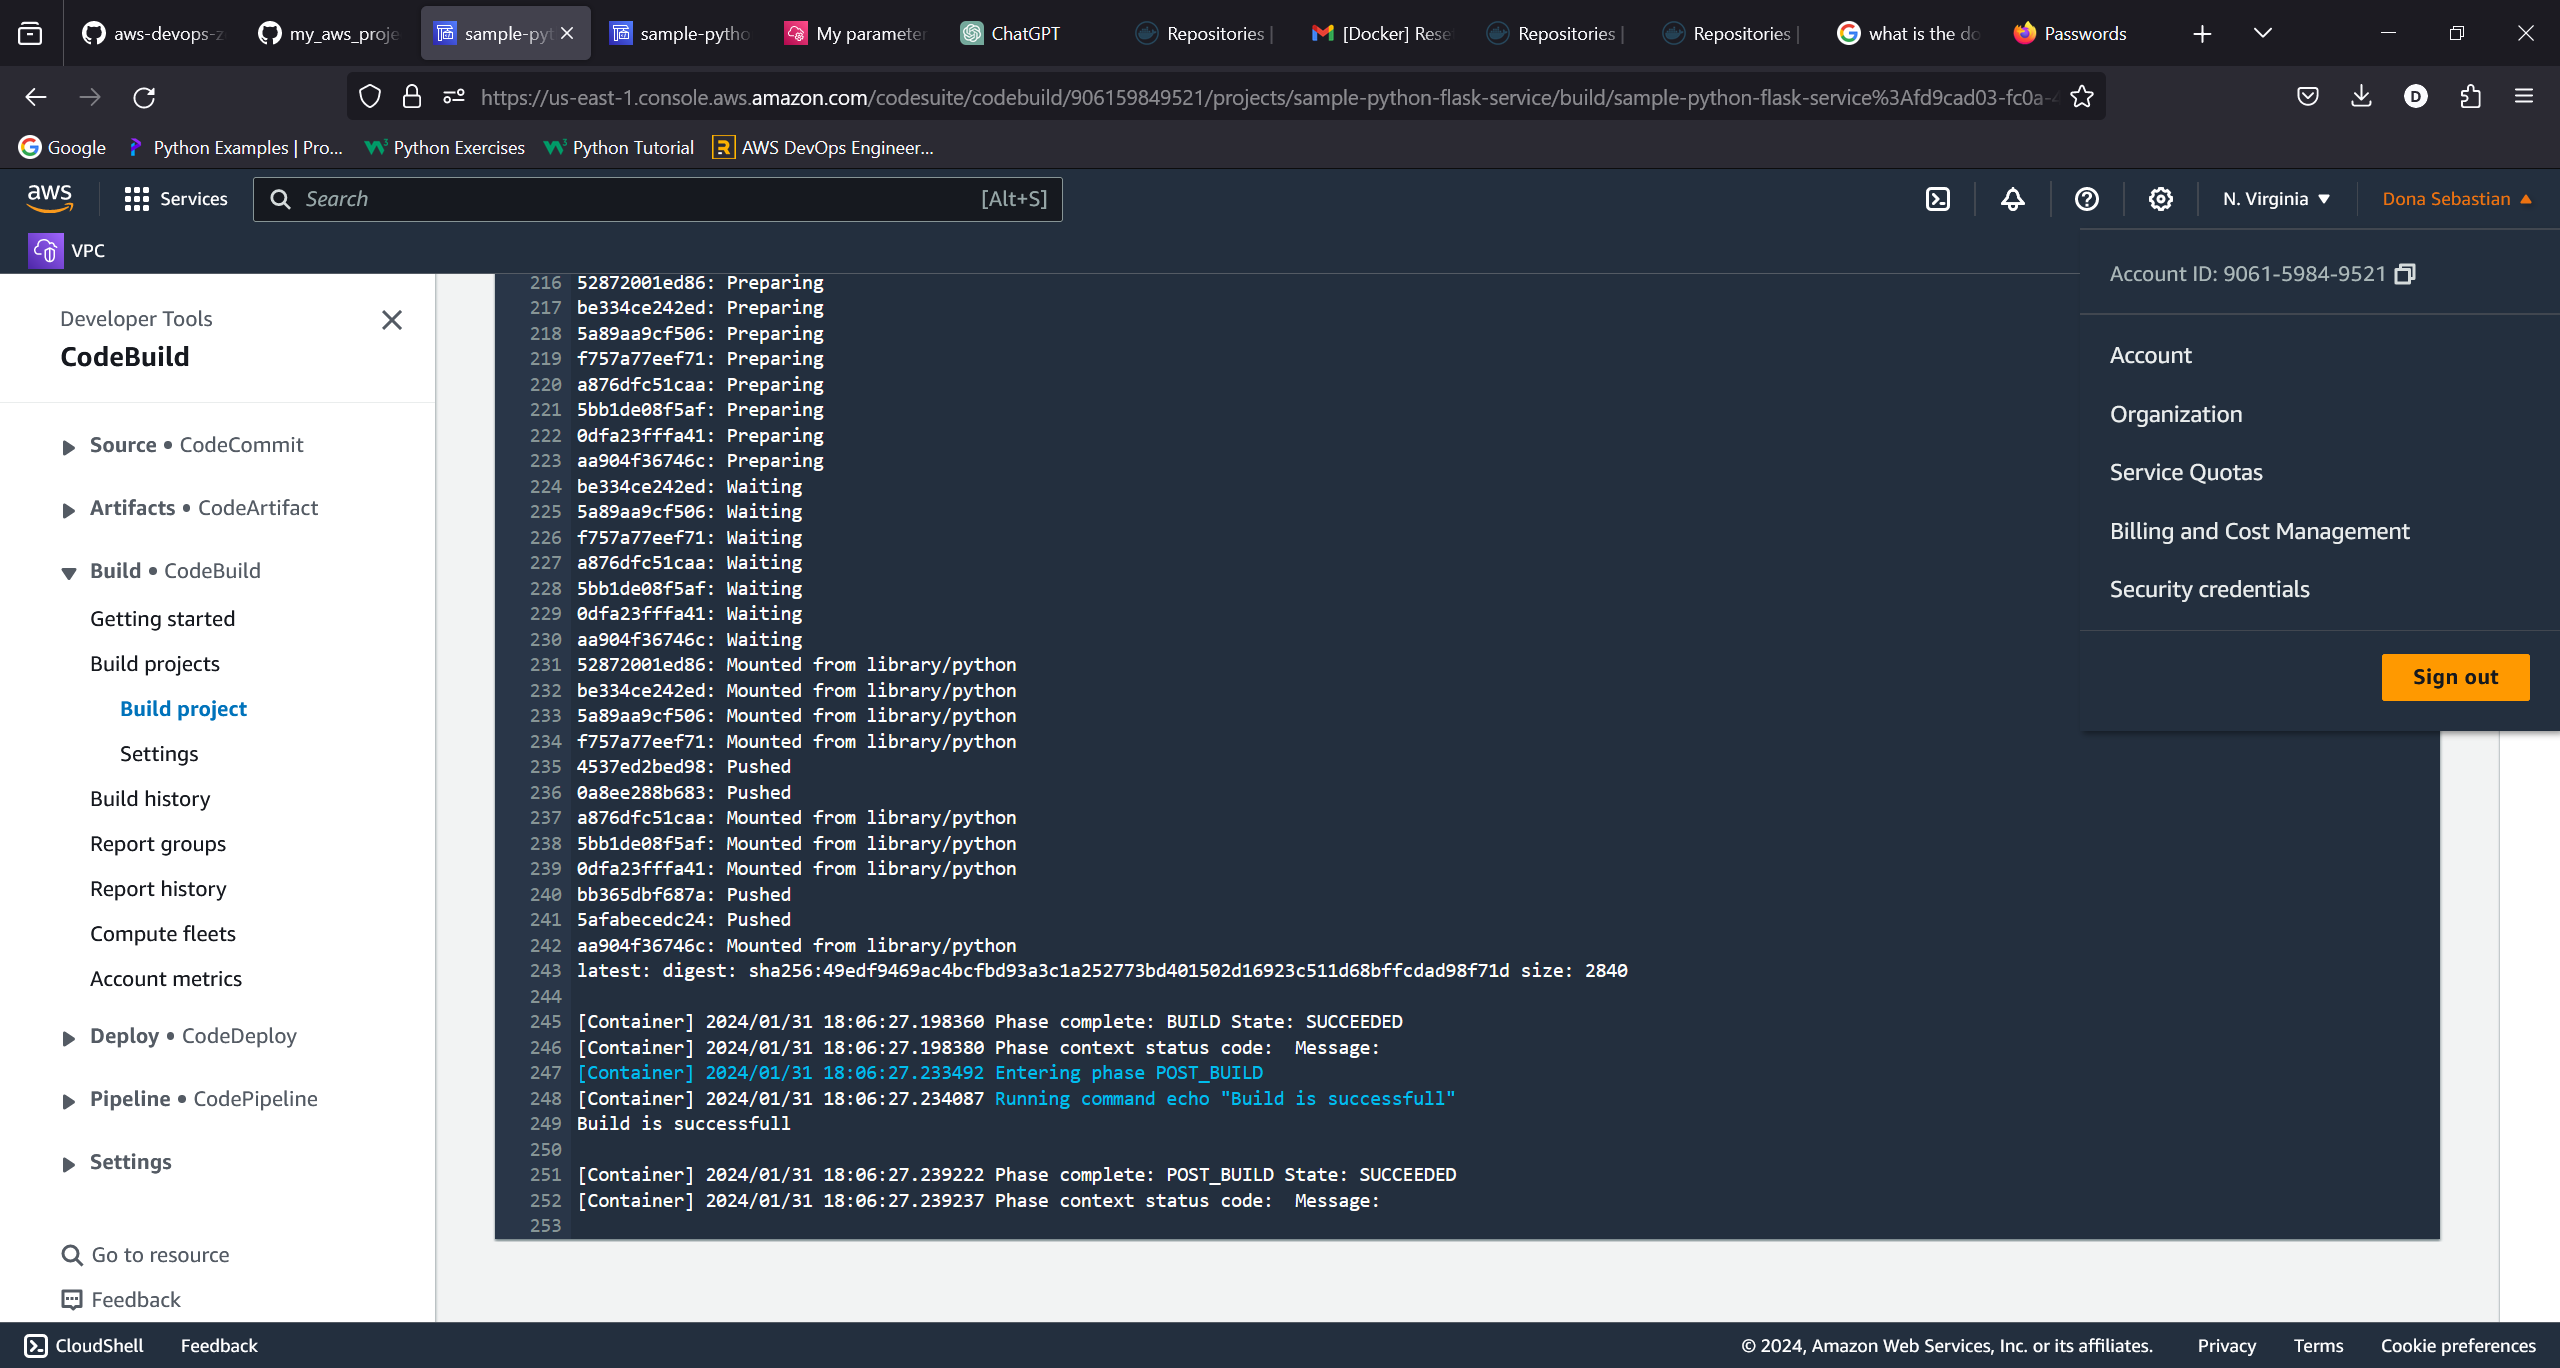 aws-devops-z
my_aws_proje
sample-pyt
sample-pytho
My parameter
ChatGPT
Repositories |
[Docker] Rese
Repositories |
Repositories |
what is the do
Passwords
https://us-east-1.console.aws.amazon.com/codesuite/codebuild/906159849521/projects/sample-python-flask-service/build/sample-python-flask-service%3Afd9cad03-fc0a-4
D
Google
Python Examples | Pro...
Python Exercises
Python Tutorial
AWS DevOps Engineer...
aws
Services
Search
[Alt+S]
N. Virginia
Dona Sebastian
VPC
Account ID: 9061-5984-9521
Account
Organization
Service Quotas
Billing and Cost Management
Security credentials
Sign out
Developer Tools
CodeBuild
Source • CodeCommit
Artifacts • CodeArtifact
Build • CodeBuild
Getting started
Build projects
Build project
Settings
Build history
Report groups
Report history
Compute fleets
Account metrics
Deploy • CodeDeploy
Pipeline • CodePipeline
Settings
Go to resource
Feedback
216 52872001ed86: Preparing
217 be334ce242ed: Preparing
218 5a89aa9cf506: Preparing
219 f757a77eef71: Preparing
220 a876dfc51caa: Preparing
221 5bb1de08f5af: Preparing
222 0dfa23fffa41: Preparing
223 aa904f36746c: Preparing
224 be334ce242ed: Waiting
225 5a89aa9cf506: Waiting
226 f757a77eef71: Waiting
227 a876dfc51caa: Waiting
228 5bb1de08f5af: Waiting
229 0dfa23fffa41: Waiting
230 aa904f36746c: Waiting
231 52872001ed86: Mounted from library/python
232 be334ce242ed: Mounted from library/python
233 5a89aa9cf506: Mounted from library/python
234 f757a77eef71: Mounted from library/python
235 4537ed2bed98: Pushed
236 0a8ee288b683: Pushed
237 a876dfc51caa: Mounted from library/python
238 5bb1de08f5af: Mounted from library/python
239 0dfa23fffa41: Mounted from library/python
240 bb365dbf687a: Pushed
241 5afabecedc24: Pushed
242 aa904f36746c: Mounted from library/python
243 latest: digest: sha256:49edf9469ac4bcfbd93a3c1a252773bd401502d16923c511d68bffcdad98f71d size: 2840
244
245 [Container] 2024/01/31 18:06:27.198360 Phase complete: BUILD State: SUCCEEDED
246 [Container] 2024/01/31 18:06:27.198380 Phase context status code:  Message:
247 [Container] 2024/01/31 18:06:27.233492 Entering phase POST_BUILD
248 [Container] 2024/01/31 18:06:27.234087 Running command echo "Build is successfull"
249 Build is successfull
250
251 [Container] 2024/01/31 18:06:27.239222 Phase complete: POST_BUILD State: SUCCEEDED
252 [Container] 2024/01/31 18:06:27.239237 Phase context status code:  Message:
253
CloudShell
Feedback
© 2024, Amazon Web Services, Inc. or its affiliates.
Privacy
Terms
Cookie preferences